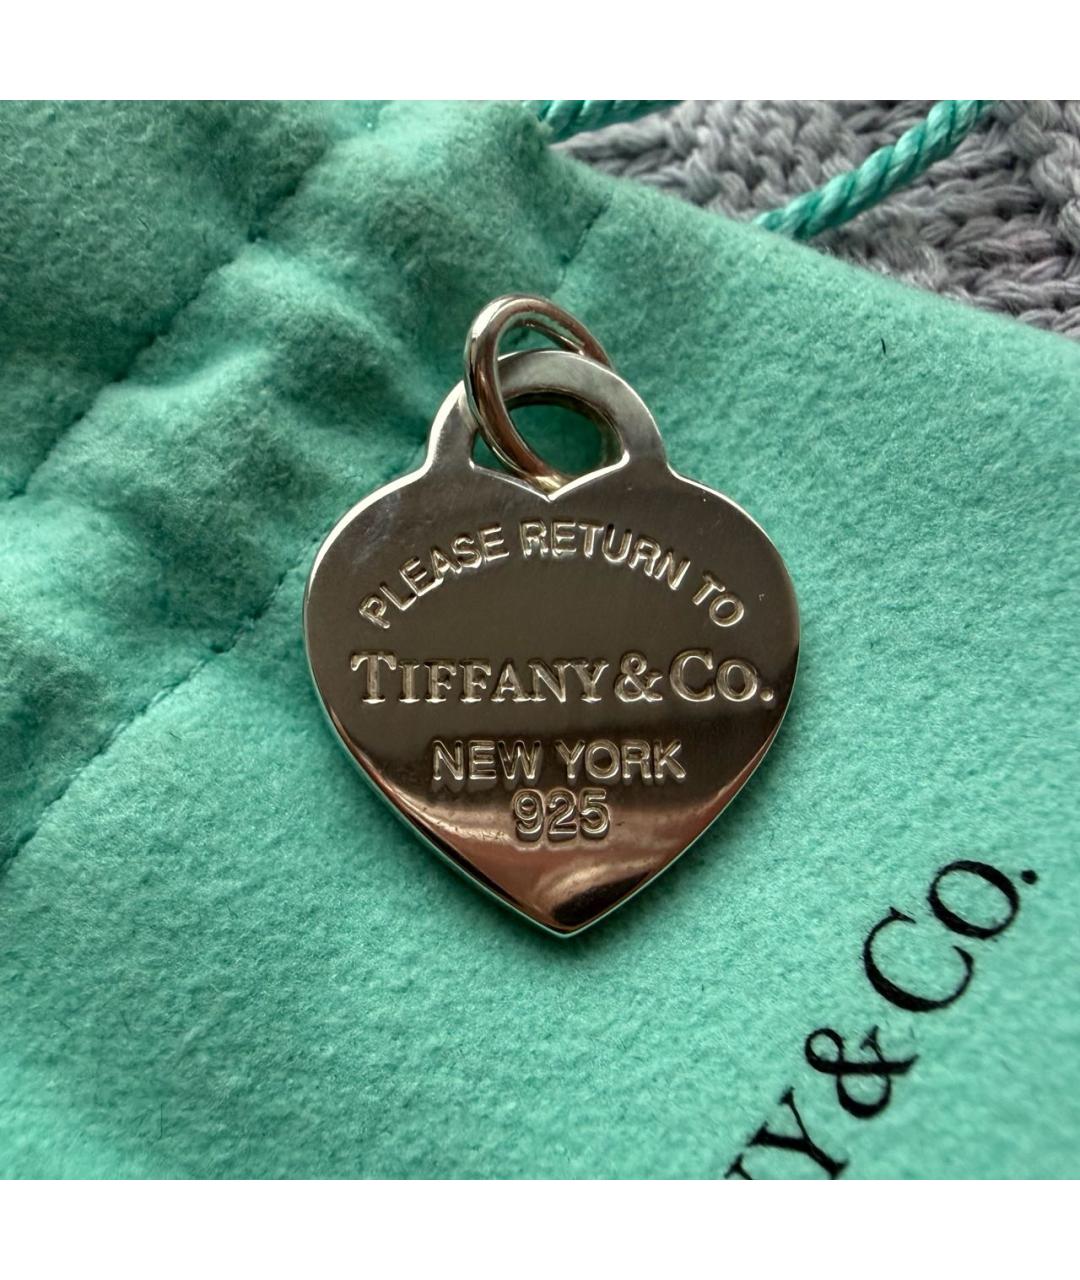 PLEASE RETURN TO
TIFFANY & CO.
NEW YORK
925
Y & CO.